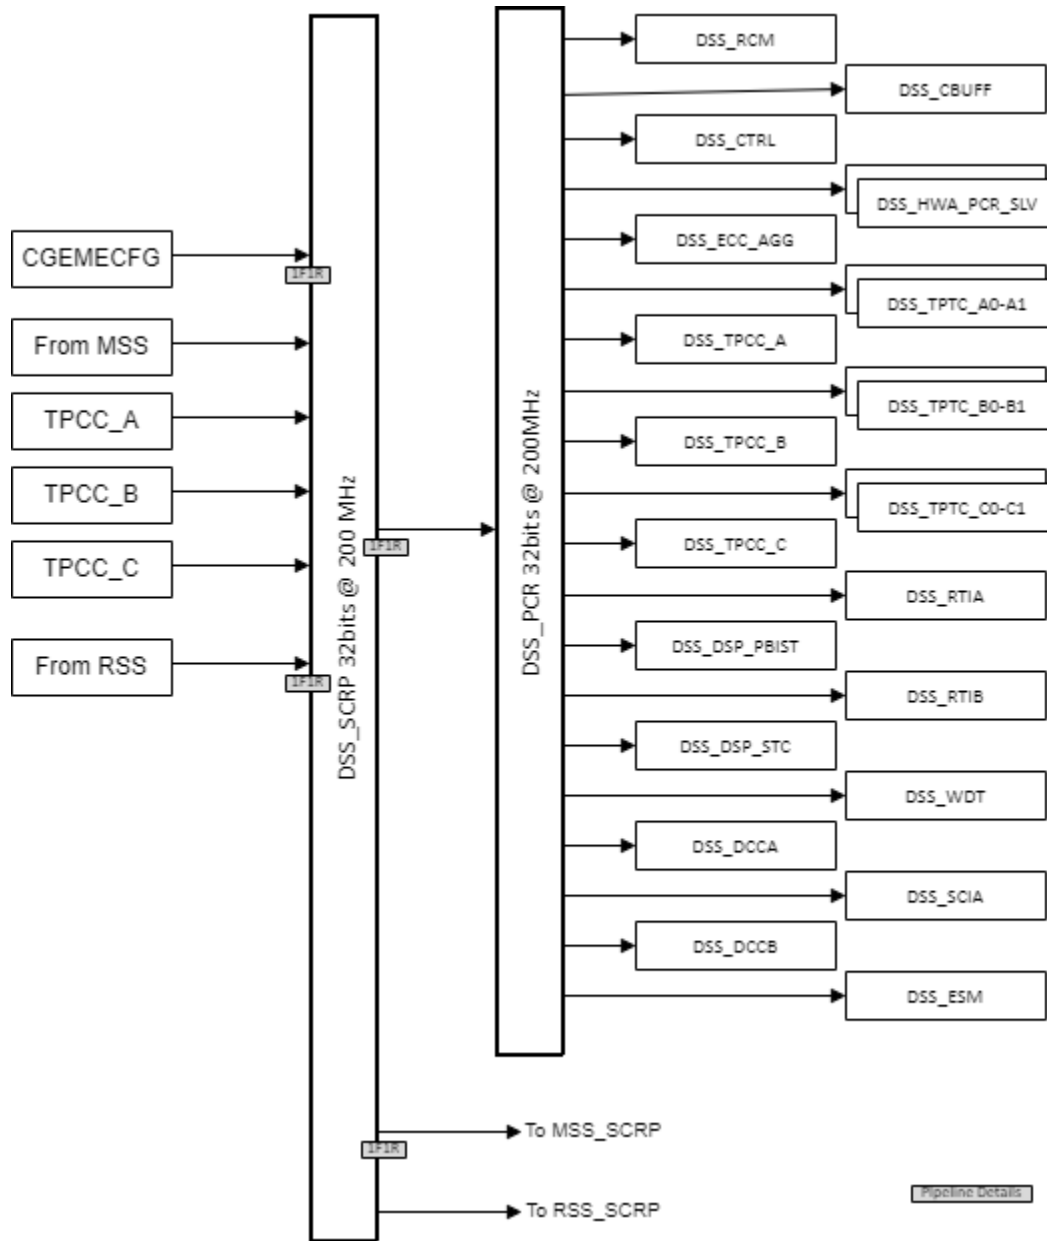 DSS_RCM
DSS_CBUFF
DSS_CTRL
DSS_HWA_PCR_SLV
DSS_ECC_AGG
CGEMECFG
1F1R
DSS_TPTC_A0-A1
From MSS
DSS_TPCC_A
TPCC_A
DSS_TPTC_B0-B1
DSS_TPCC_B
TPCC_B
DSS_TPTC_C0-C1
DSS_SCRP 32bits @ 200 MHz
DSS_PCR 32bits @ 200MHz
1F1R
DSS_TPCC_C
TPCC_C
DSS_RTIA
DSS_DSP_PBIST
From RSS
1F1R
DSS_RTIB
DSS_DSP_STC
DSS_WDT
DSS_DCCA
DSS_SCIA
DSS_DCCB
DSS_ESM
To MSS_SCRP
1F1R
Pipeline Details
To RSS_SCRP